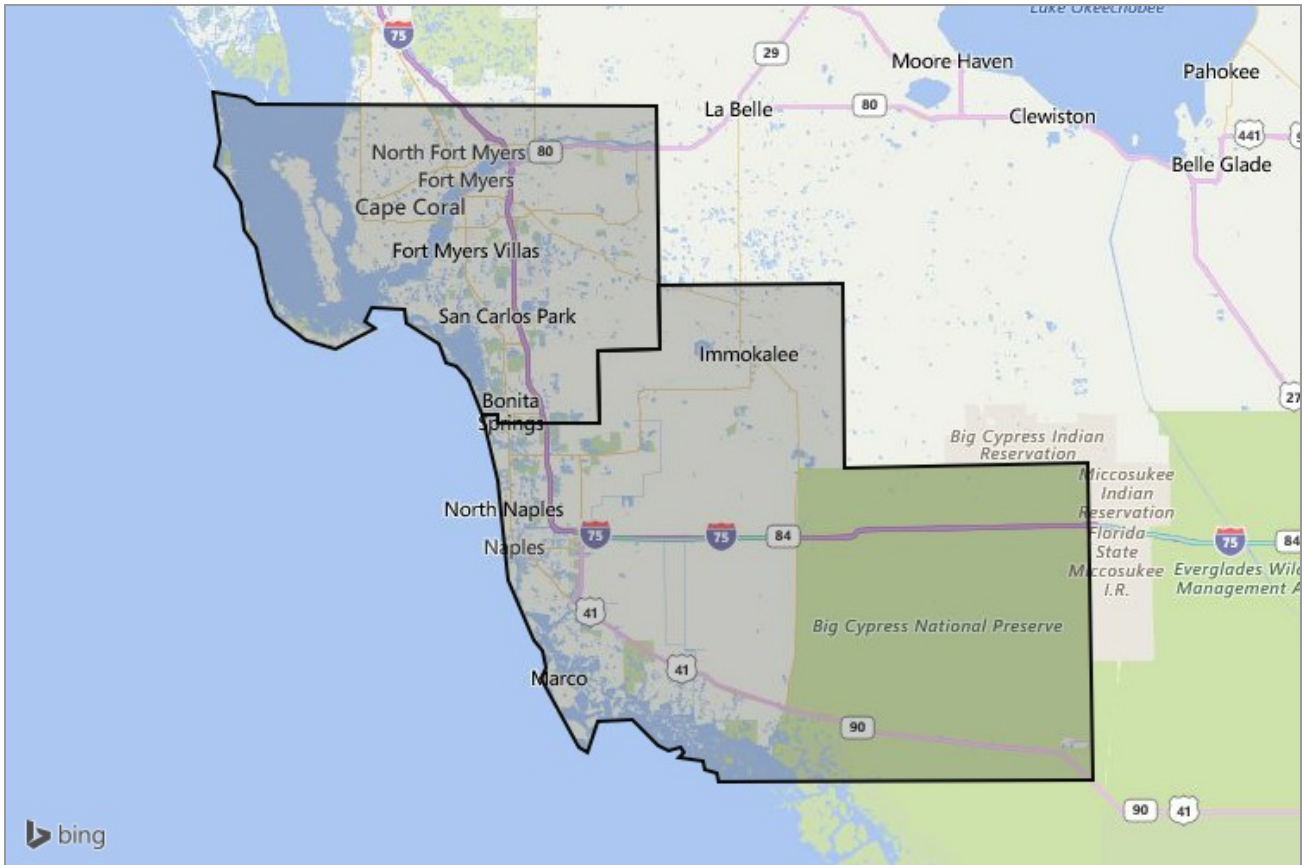 Lake Okeechobee
75
29
Moore Haven
Pahokee
La Belle
80
Clewiston
441
North Fort Myers
80
Belle Glade
Fort Myers
Cape Coral
Fort Myers Villas
San Carlos Park
Immokalee
27
Bonita
Springs
Big Cypress Indian
Reservation
Miccosukee
Indian
Reservation
Florida
State
Miccosukee
I.R.
North Naples
Naples
75
75
84
75
84
Everglades Wil
Management A
41
Big Cypress National Preserve
41
Marco
90
90
41
bing